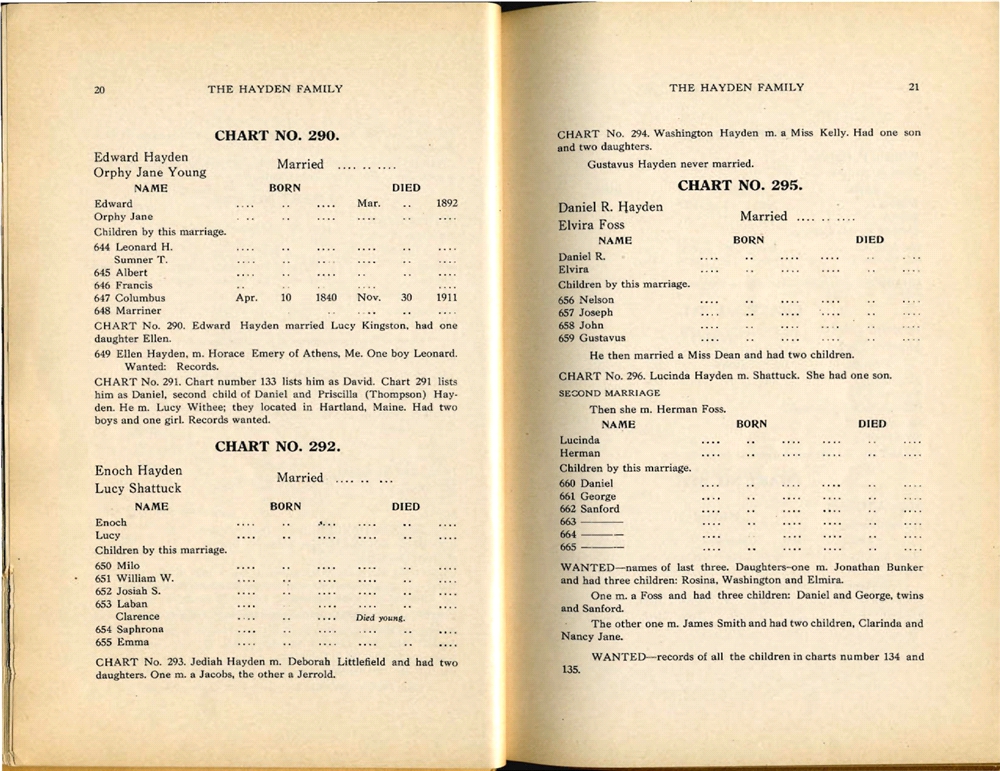 20 THE HAYDEN FAMILY
CHART NO. 290.
Edward Hayden
Orphy Jane Young
Married .... .. ....
NAME BORN DIED
Edward .... .. .... Mar. .. 1892
Orphy Jane .. .. .... .... .. ....
Children by this marriage.
644 Leonard H. .... .. .... .... .. ....
Sumner T. .... .. .... .... .. ....
645 Albert .... .. .... .. .. ....
646 Francis .. .. .... .... .. ....
647 Columbus Apr. 10 1840 Nov. 30 1911
648 Marriner .. .... .. ....
CHART No. 290. Edward Hayden married Lucy Kingston, had one
daughter Ellen.
649 Ellen Hayden, m. Horace Emery of Athens, Me. One boy Leonard.
Wanted: Records.
CHART No. 291. Chart number 133 lists him as David. Chart 291 lists
him as Daniel, second child of Daniel and Priscilla (Thompson) Hay-
den. He m. Lucy Withee; they located in Hartland, Maine. Had two
boys and one girl. Records wanted.
CHART NO. 292.
Enoch Hayden
Lucy Shattuck
Married .... .. ...
NAME BORN DIED
Enoch .... .. .... .... .. ....
Lucy .... .. .... .... .. ....
Children by this marriage.
650 Milo .... .. .... .... .. ....
651 William W. .... .. .... .... .. ....
652 Josiah S. .... .. .... .... .. ....
653 Laban .... .. .... .... .. ....
Clarence .... .. .... Died young.
654 Saphrona .... .. .... .... .. ....
655 Emma .... .. .... .... .. ....
CHART No. 293. Jediah Hayden m. Deborah Littlefield and had two
daughters. One m. a Jacobs, the other a Jerrold.
THE HAYDEN FAMILY 21
CHART No. 294. Washington Hayden m. a Miss Kelly. Had one son
and two daughters.
Gustavus Hayden never married.
CHART NO. 295.
Daniel R. Hayden
Elvira Foss
Married .... .. ....
NAME BORN DIED
Daniel R. .... .. .... .... .. ....
Elvira .... .. .... .... .. ....
Children by this marriage.
656 Nelson .... .. .... .... .. ....
657 Joseph .... .. .... .... .. ....
658 John .... .. .... .... .. ....
659 Gustavus .... .. .... .... .. ....
He then married a Miss Dean and had two children.
CHART No. 296. Lucinda Hayden m. Shattuck. She had one son.
SECOND MARRIAGE
Then she m. Herman Foss.
NAME BORN DIED
Lucinda .... .. .... .... .. ....
Herman .... .. .... .... .. ....
Children by this marriage.
660 Daniel .... .. .... .... .. ....
661 George .... .. .... .... .. ....
662 Sanford .... .. .... .... .. ....
663 ——— .... .. .... .... .. ....
664 ——— .... .. .... .... .. ....
665 ——— .... .. .... .... .. ....
WANTED—names of last three. Daughters—one m. Jonathan Bunker
and had three children: Rosina, Washington and Elmira.
One m. a Foss and had three children: Daniel and George, twins
and Sanford.
The other one m. James Smith and had two children, Clarinda and
Nancy Jane.
WANTED—records of all the children in charts number 134 and
135.